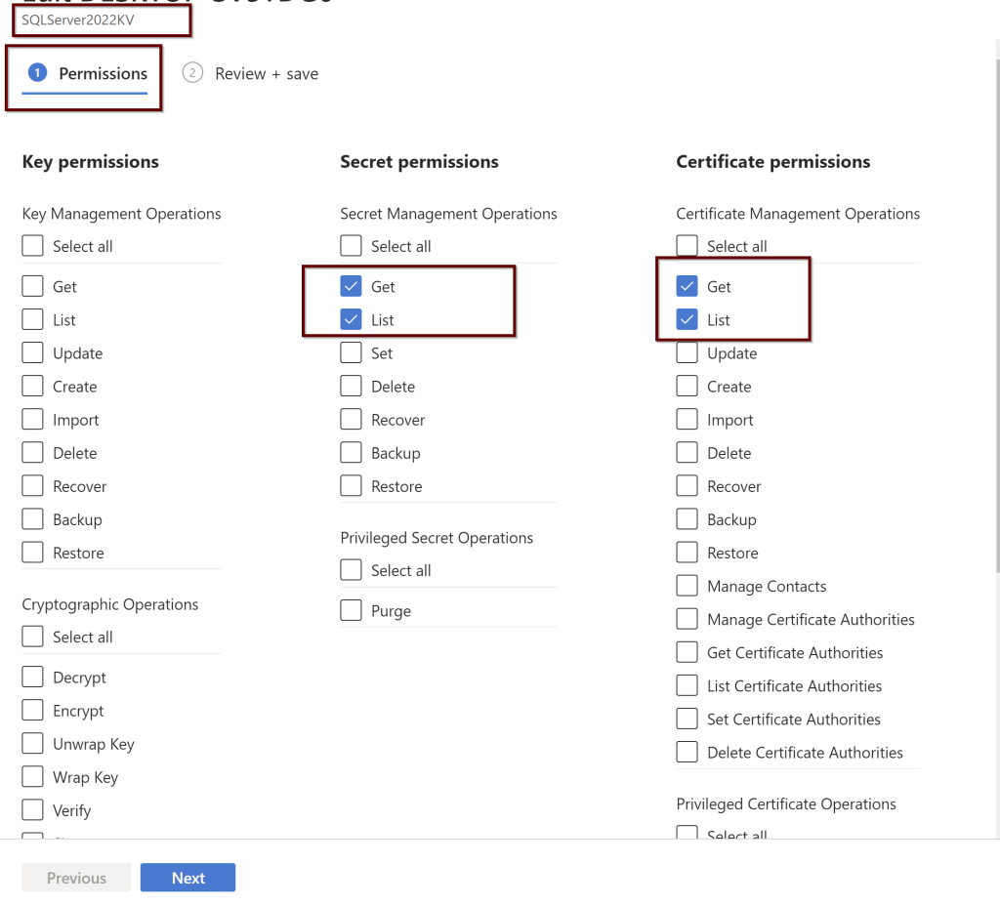 SQLServer2022KV
1 Permissions 2 Review + save
Key permissions
Key Management Operations
Select all
Get
List
Update
Create
Import
Delete
Recover
Backup
Restore
Cryptographic Operations
Select all
Decrypt
Encrypt
Unwrap Key
Wrap Key
Verify
Secret permissions
Secret Management Operations
Select all
Get
List
Set
Delete
Recover
Backup
Restore
Privileged Secret Operations
Select all
Purge
Certificate permissions
Certificate Management Operations
Select all
Get
List
Update
Create
Import
Delete
Recover
Backup
Restore
Manage Contacts
Manage Certificate Authorities
Get Certificate Authorities
List Certificate Authorities
Set Certificate Authorities
Delete Certificate Authorities
Privileged Certificate Operations
Select all
Previous Next